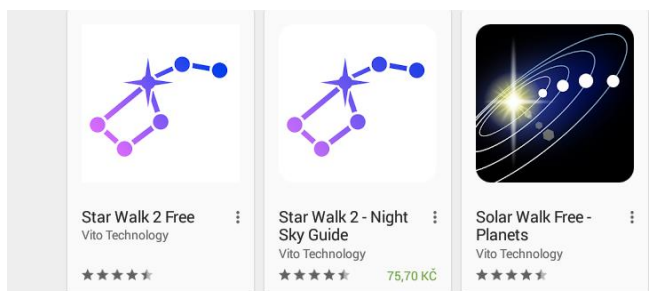 Star Walk 2 Free
Vito Technology
Star Walk 2 - Night
Sky Guide
Vito Technology
75,70 KČ
Solar Walk Free -
Planets
Vito Technology